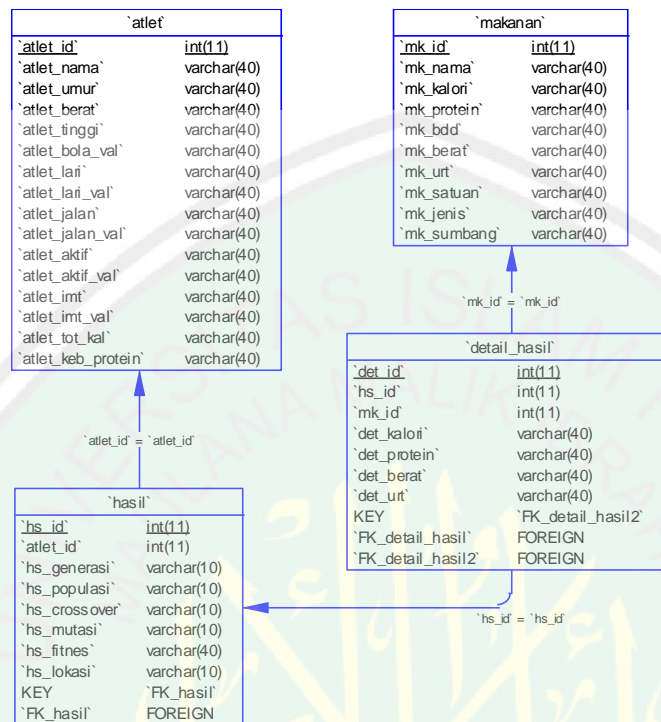 `atlet`
`atlet_id` int(11)
`atlet_nama` varchar(40)
`atlet_umur` varchar(40)
`atlet_berat` varchar(40)
`atlet_tinggi` varchar(40)
`atlet_bola_val` varchar(40)
`atlet_lari` varchar(40)
`atlet_lari_val` varchar(40)
`atlet_jalan` varchar(40)
`atlet_jalan_val` varchar(40)
`atlet_aktif` varchar(40)
`atlet_aktif_val` varchar(40)
`atlet_imt` varchar(40)
`atlet_imt_val` varchar(40)
`atlet_tot_kal` varchar(40)
`atlet_keb_protein` varchar(40)
`makanan`
`mk_id` int(11)
`mk_nama` varchar(40)
`mk_kalori` varchar(40)
`mk_protein` varchar(40)
`mk_bdd` varchar(40)
`mk_berat` varchar(40)
`mk_urt` varchar(40)
`mk_satuan` varchar(40)
`mk_jenis` varchar(40)
`mk_sumbang` varchar(40)
`mk_id` = `mk_id`
`detail_hasil`
`det_id` int(11)
`hs_id` int(11)
`mk_id` int(11)
`det_kalori` varchar(40)
`det_protein` varchar(40)
`det_berat` varchar(40)
`det_urt` varchar(40)
KEY `FK_detail_hasil2`
`FK_detail_hasil` FOREIGN
`FK_detail_hasil2` FOREIGN
`atlet_id` = `atlet_id`
`hasil`
`hs_id` int(11)
`atlet_id` int(11)
`hs_generasi` varchar(10)
`hs_populasi` varchar(10)
`hs_crossover` varchar(10)
`hs_mutasi` varchar(10)
`hs_fitnes` varchar(40)
`hs_lokasi` varchar(10)
KEY `FK_hasil`
`FK_hasil` FOREIGN
`hs_id` = `hs_id`